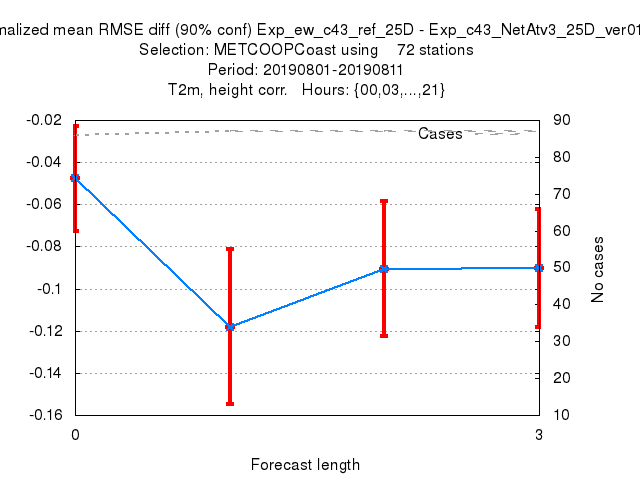 malized mean RMSE diff (90% conf) Exp_ew_c43_ref_25D - Exp_c43_NetAtv3_25D_ver01
Selection: METCOOPCoast using 72 stations
Period: 20190801-20190811
T2m, height corr. Hours: {00,03,...,21}
Cases
-0.02
-0.04
-0.06
-0.08
-0.1
-0.12
-0.14
-0.16
90
80
70
60
50
40
30
20
10
No cases
0
3
Forecast length